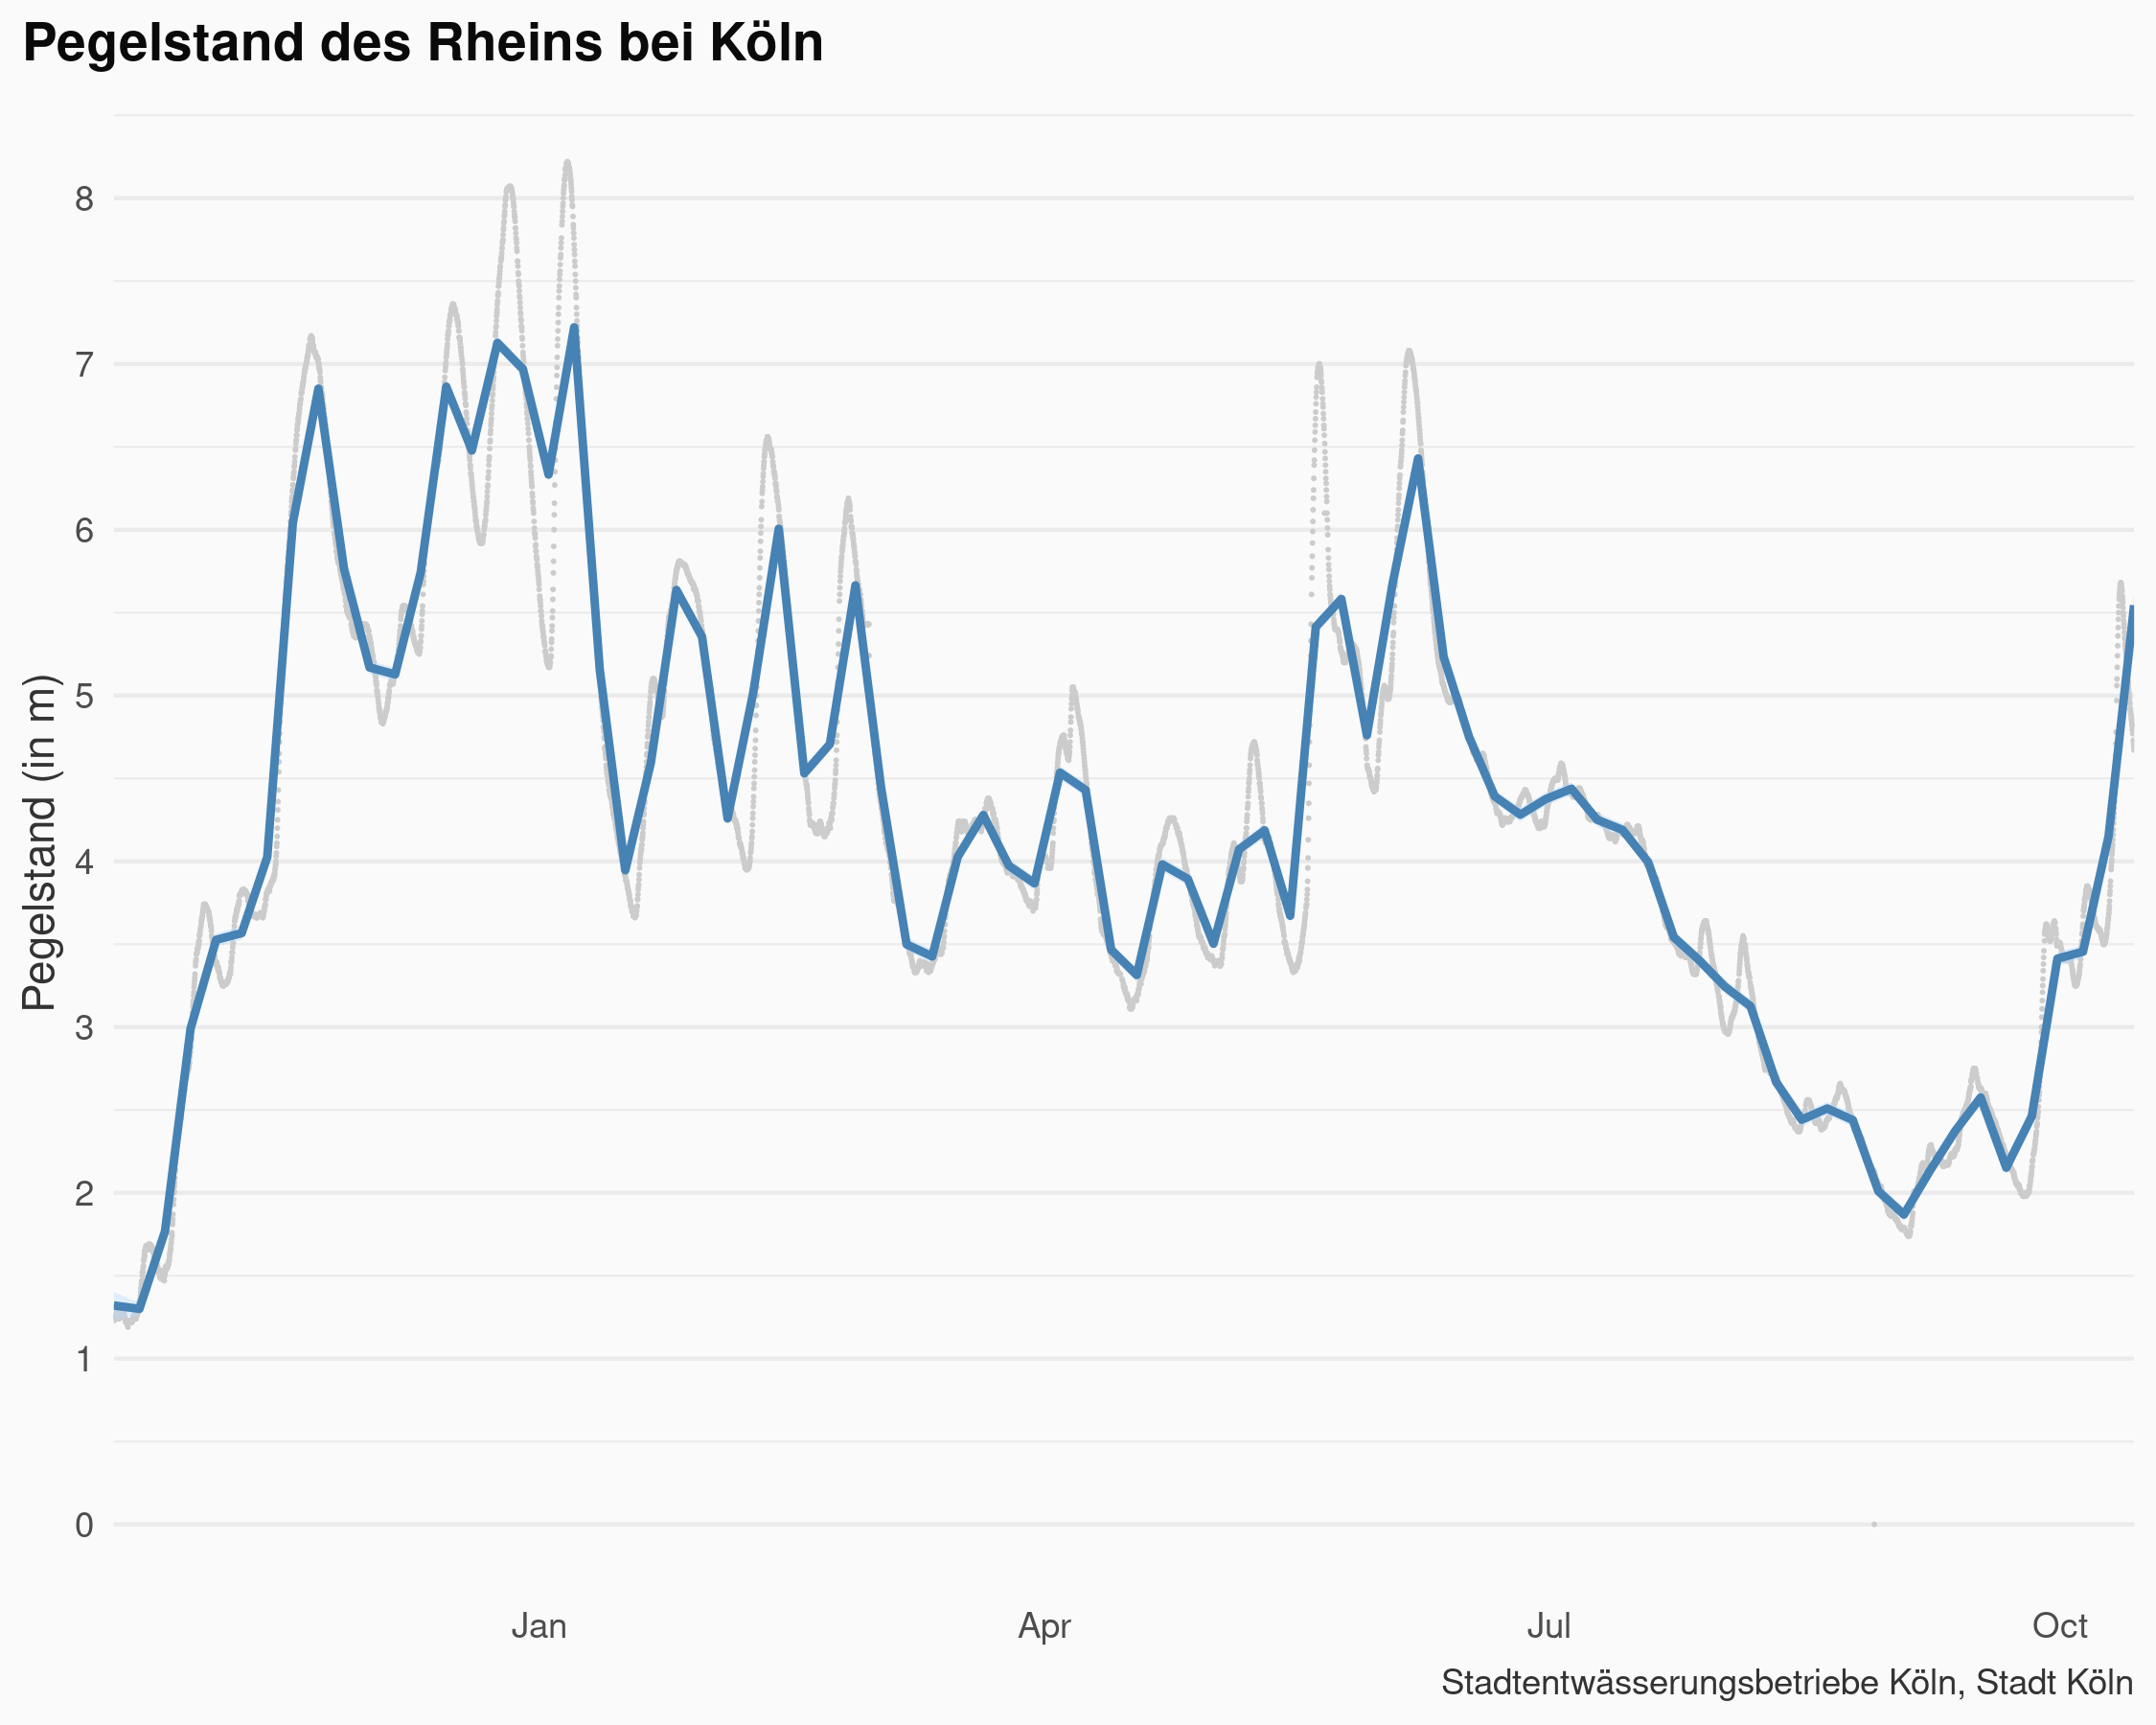 Pegelstand des Rheins bei Köln
Pegelstand (in m)
8
7
6
5
4
3
2
1
0
Jan Apr Jul Oct
Stadtentwässerungsbetriebe Köln, Stadt Köln